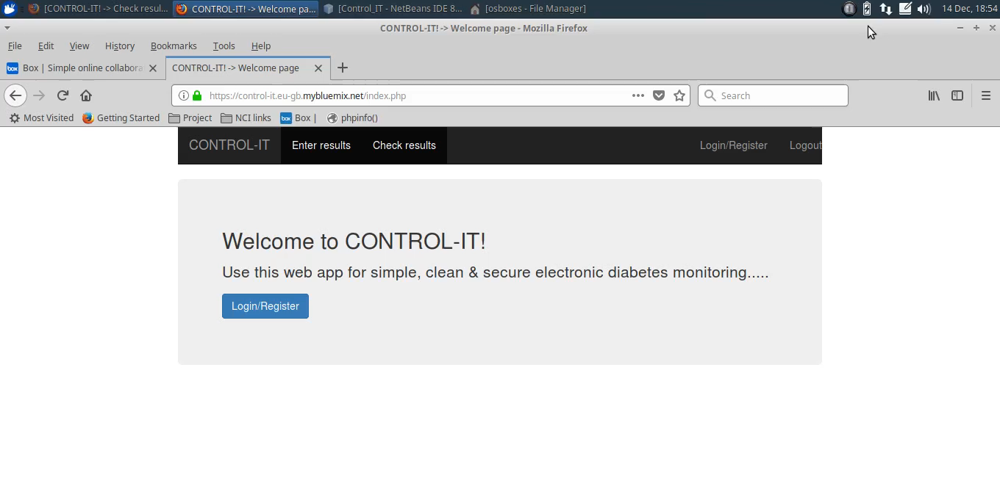 [CONTROL-IT! -> Check resul... CONTROL-IT! -> Welcome pa... [Control_IT - NetBeans IDE 8... [osboxes - File Manager] 14 Dec, 18:54
CONTROL-IT! -> Welcome page - Mozilla Firefox
File Edit View History Bookmarks Tools Help
box Box | Simple online collabora CONTROL-IT! -> Welcome page
https://control-it.eu-gb.mybluemix.net/index.php Search
Most Visited Getting Started Project NCI links box Box | phpinfo()
CONTROL-IT Enter results Check results Login/Register Logout
Welcome to CONTROL-IT!
Use this web app for simple, clean & secure electronic diabetes monitoring.....
Login/Register